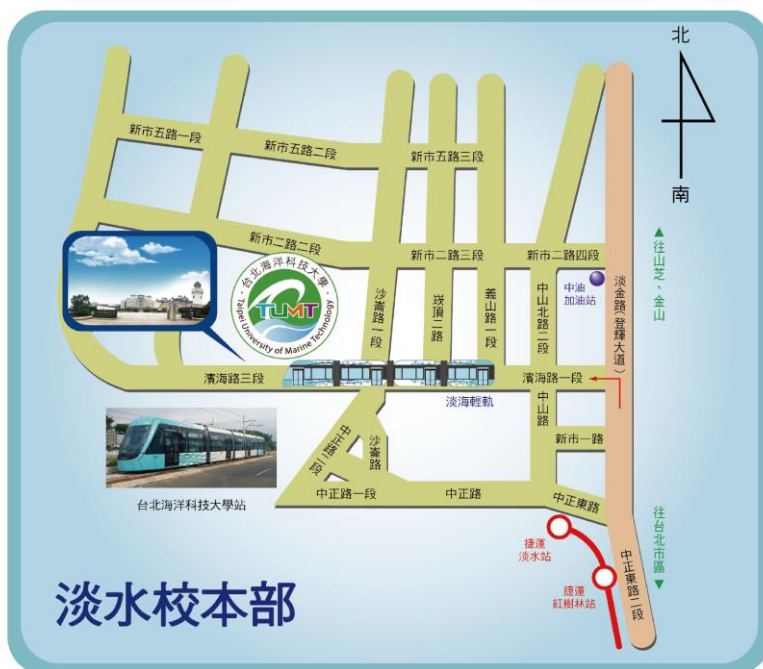 北
南
新市五路一段
新市五路二段
新市五路三段
新市二路二段
新市二路三段
新市二路四段
▲往山芝、金山
台北海洋科技大學
TUMT
Taipei University of Marine Technology
沙崙路一段
崁頂二路
義山路一段
中山北路二段
中油
加油站
淡金路(登輝大道)
濱海路三段
濱海路一段
淡海輕軌
中山路
新市一路
中正路二段
沙崙路
台北海洋科技大學站
中正路一段
中正路
中正東路
往台北市區▼
捷運
淡水站
捷運
紅樹林站
中正東路二段
淡水校本部